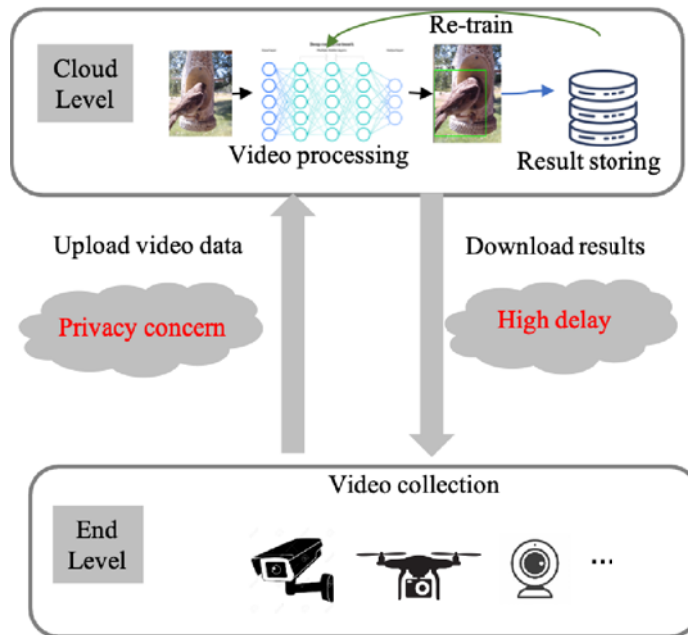 Re-train
Cloud
Level
Video processing
Result storing
Upload video data
Download results
Privacy concern
High delay
Video collection
End
Level
...